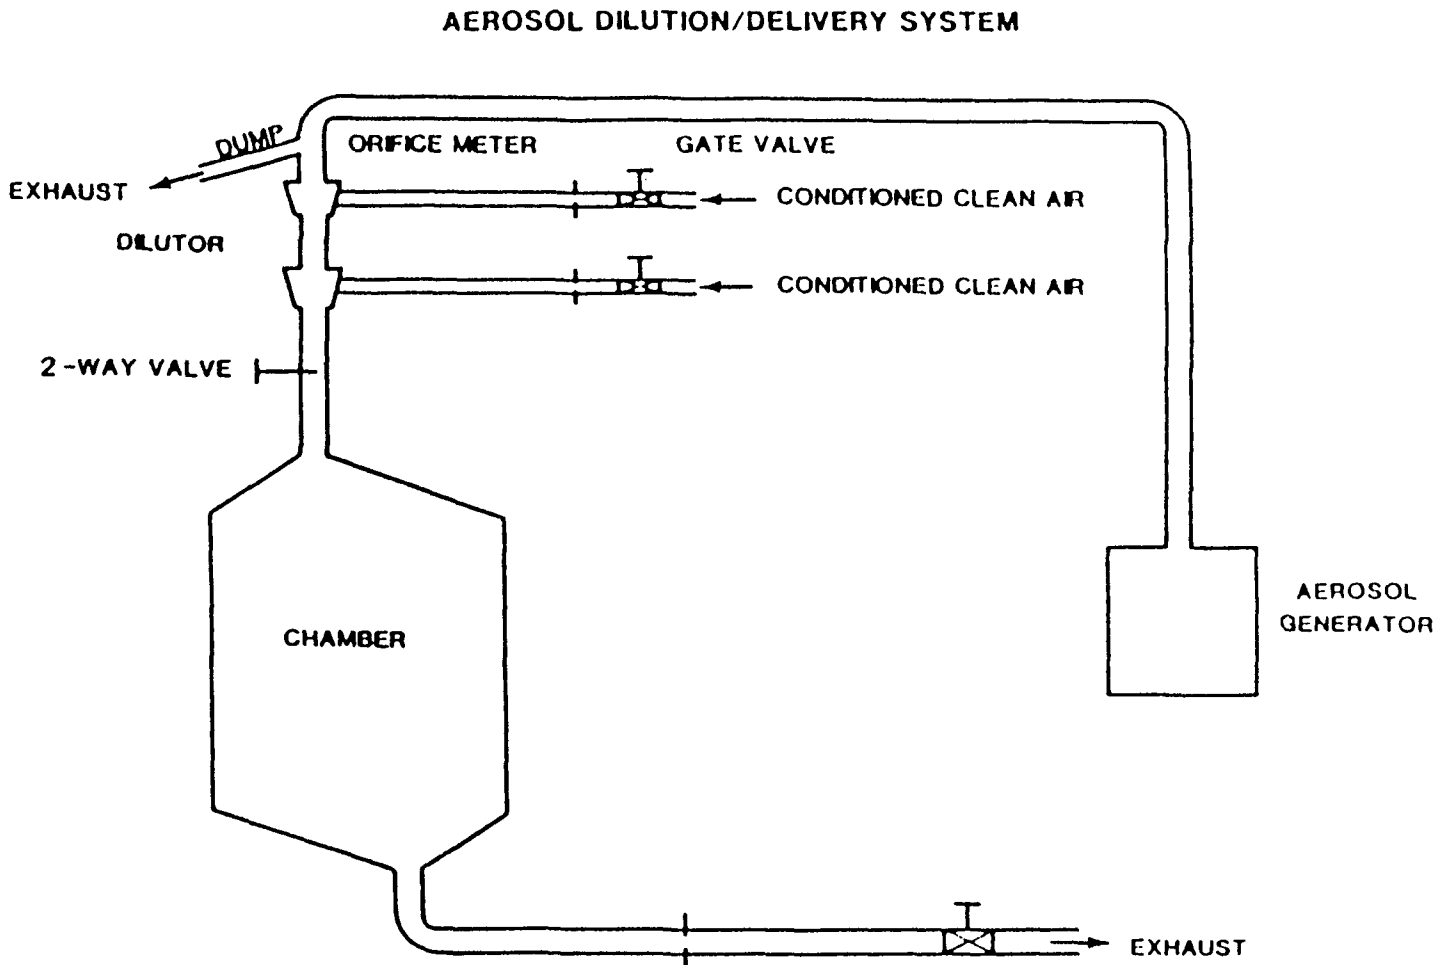 AEROSOL DILUTION/DELIVERY SYSTEM
DUMP
ORIFICE METER
GATE VALVE
EXHAUST
CONDITIONED CLEAN AIR
DILUTOR
CONDITIONED CLEAN AIR
2-WAY VALVE
AEROSOL
GENERATOR
CHAMBER
EXHAUST